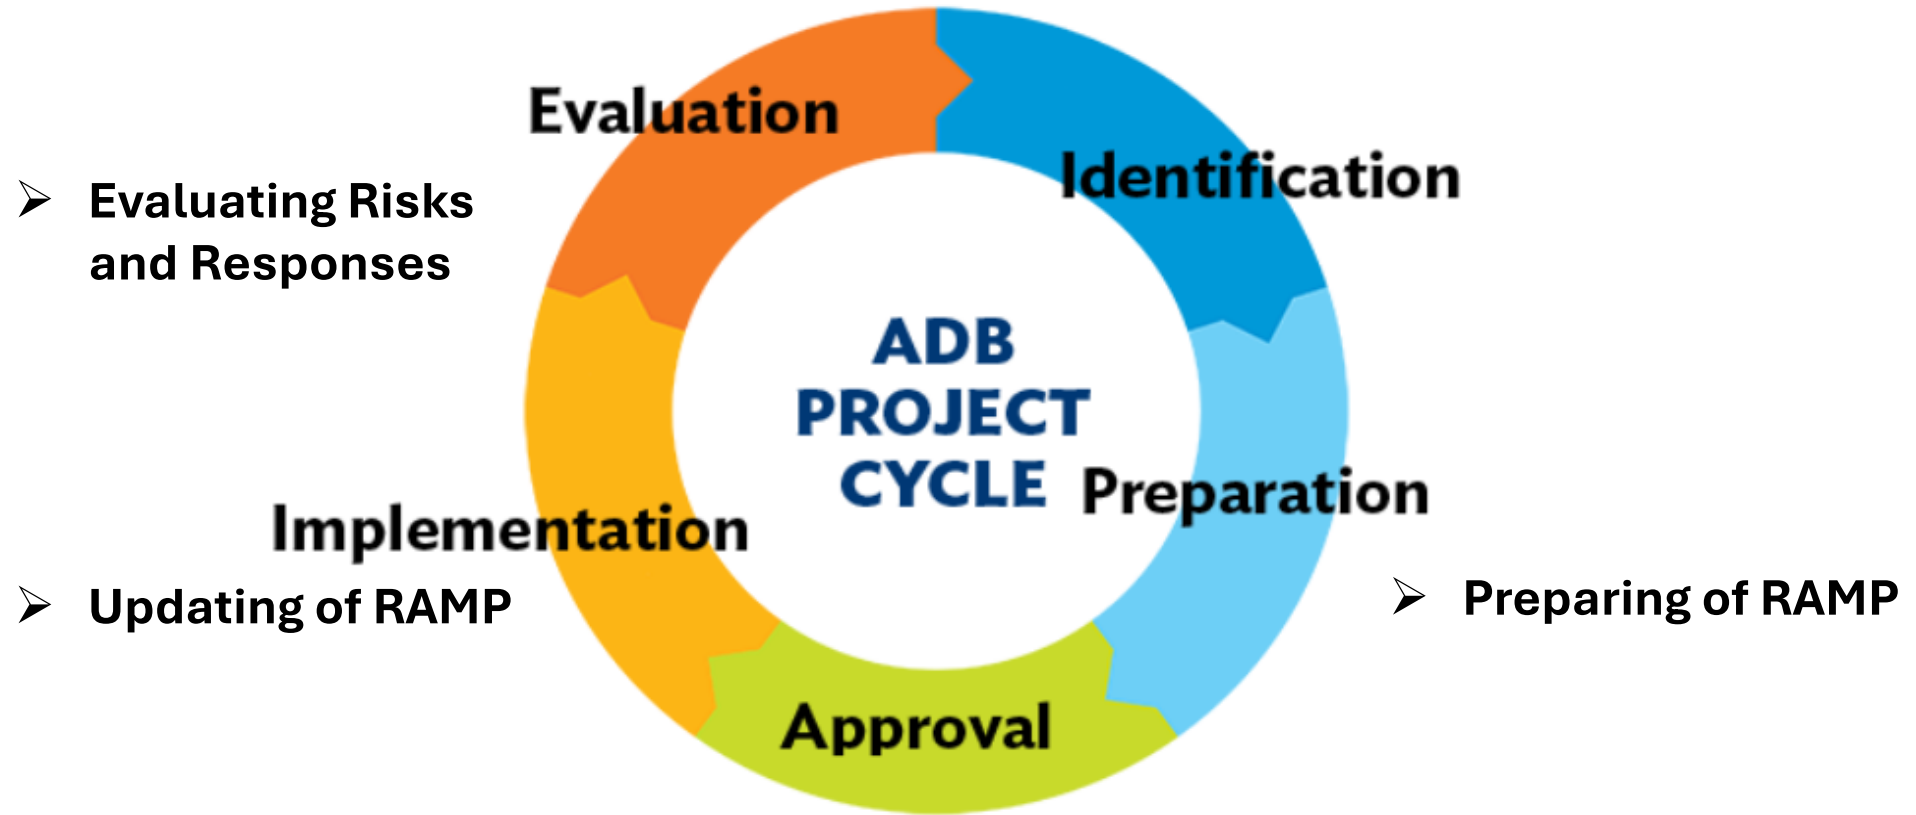 Evaluation
Identification
➢ Evaluating Risks
and Responses
ADB
PROJECT
CYCLE
Preparation
Implementation
➢ Updating of RAMP
➢ Preparing of RAMP
Approval